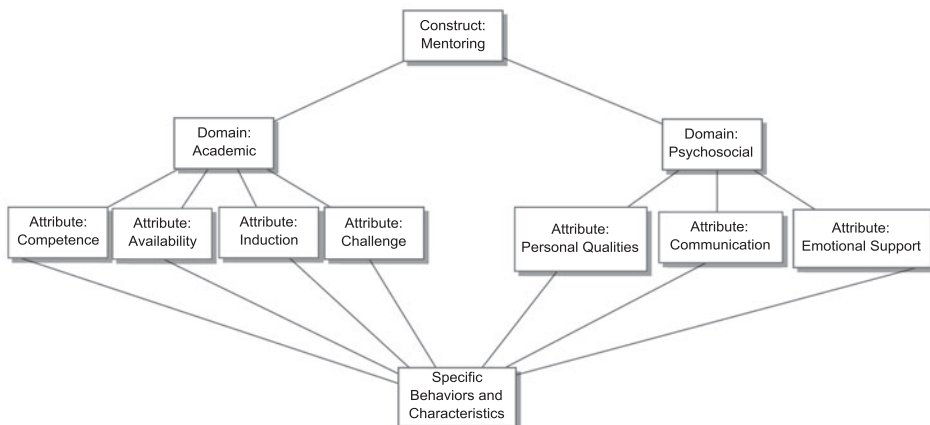 Construct:
Mentoring
Domain:
Academic
Domain:
Psychosocial
Attribute:
Competence
Attribute:
Availability
Attribute:
Induction
Attribute:
Challenge
Attribute:
Personal Qualities
Attribute:
Communication
Attribute:
Emotional Support
Specific
Behaviors and
Characteristics